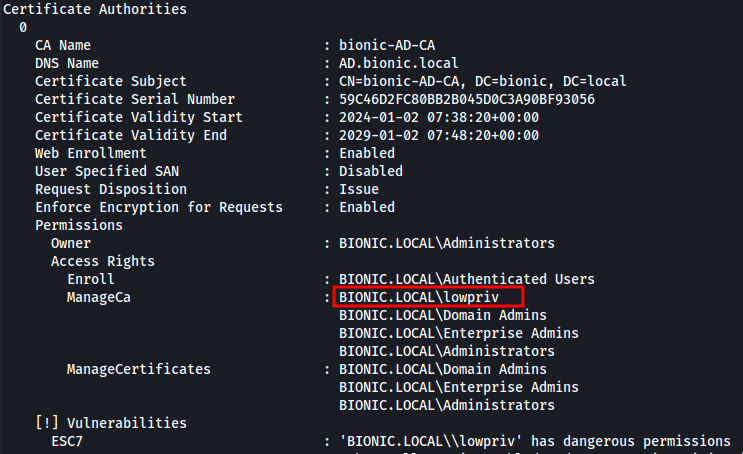 Certificate Authorities
0
CA Name : bionic-AD-CA
DNS Name : AD.bionic.local
Certificate Subject : CN=bionic-AD-CA, DC=bionic, DC=local
Certificate Serial Number : 59C46D2FC80BB2B045D0C3A90BF93056
Certificate Validity Start : 2024-01-02 07:38:20+00:00
Certificate Validity End : 2029-01-02 07:48:20+00:00
Web Enrollment : Enabled
User Specified SAN : Disabled
Request Disposition : Issue
Enforce Encryption for Requests : Enabled
Permissions
Owner : BIONIC.LOCAL\Administrators
Access Rights
Enroll : BIONIC.LOCAL\Authenticated Users
ManageCa : BIONIC.LOCAL\lowpriv
BIONIC.LOCAL\Domain Admins
BIONIC.LOCAL\Enterprise Admins
BIONIC.LOCAL\Administrators
ManageCertificates : BIONIC.LOCAL\Domain Admins
BIONIC.LOCAL\Enterprise Admins
BIONIC.LOCAL\Administrators
[!] Vulnerabilities
ESC7 : 'BIONIC.LOCAL\\lowpriv' has dangerous permissions